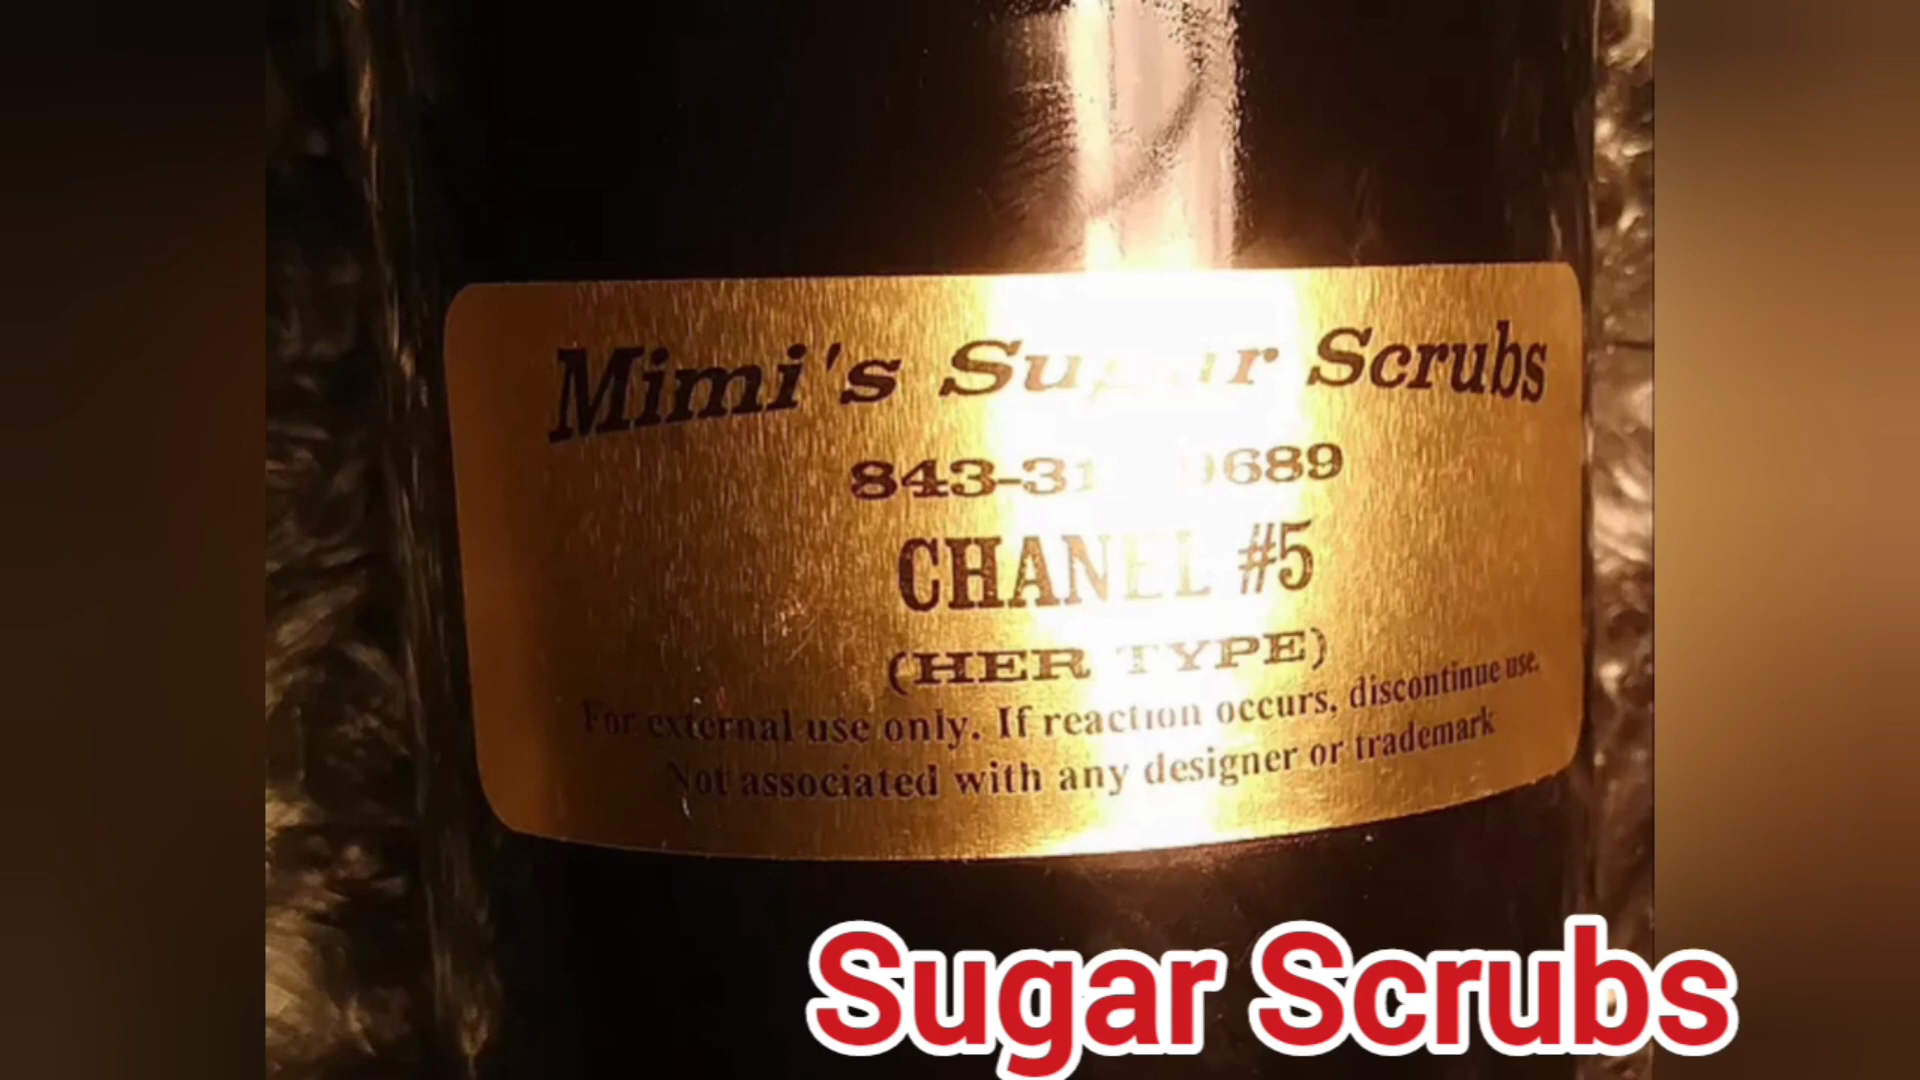 Mimi's Sugar Scrubs
CHANEL #5
(HER TYPE)
For external use only. If reaction occurs, discontinue use.
Not associated with any designer or trademark
Sugar Scrubs